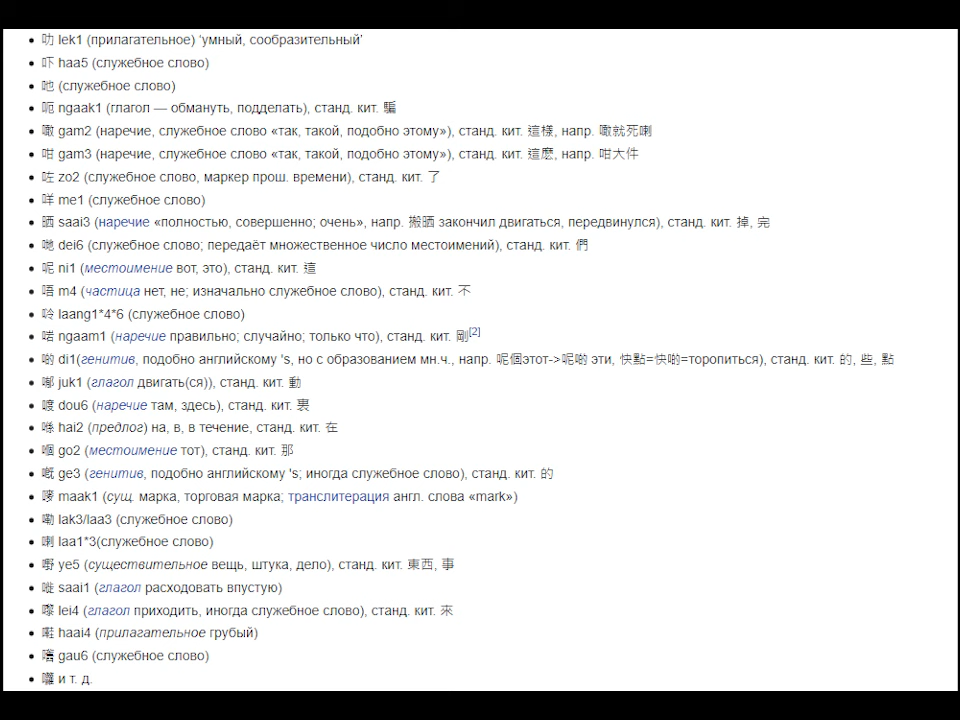 • 叻 lek1 (прилагательное) 'умный, сообразительный'
• 吓 haa5 (служебное слово)
• 吔 (служебное слово)
• 呃 ngaak1 (глагол — обмануть, подделать), станд. кит. 騙
• 噉 gam2 (наречие, служебное слово «так, такой, подобно этому»), станд. кит. 這樣, напр. 噉就死喇
• 咁 gam3 (наречие, служебное слово «так, такой, подобно этому»), станд. кит. 這麽, напр. 咁大件
• 咗 zo2 (служебное слово, маркер прош. времени), станд. кит. 了
• 咩 me1 (служебное слово)
• 晒 saai3 (наречие «полностью, совершенно; очень», напр. 搬晒 закончил двигаться, передвинулся), станд. кит. 掉, 完
• 哋 dei6 (служебное слово; передаёт множественное число местоимений), станд. кит. 們
• 呢 ni1 (местоимение вот, это), станд. кит. 這
• 唔 m4 (частица нет, не; изначально служебное слово), станд. кит. 不
• 唥 laang1*4*6 (служебное слово)
• 啱 ngaam1 (наречие правильно; случайно; только что), станд. кит. 剛[2]
• 啲 di1(генитив, подобно английскому 's, но с образованием мн.ч., напр. 呢個этот->呢啲 эти, 快點=快啲=торопиться), станд. кит. 的, 些, 點
• 郁 juk1 (глагол двигать(ся)), станд. кит. 動
• 喥 dou6 (наречие там, здесь), станд. кит. 裏
• 喺 hai2 (предлог) на, в, в течение, станд. кит. 在
• 嗰 go2 (местоимение тот), станд. кит. 那
• 嘅 ge3 (генитив, подобно английскому 's; иногда служебное слово), станд. кит. 的
• 嘜 maak1 (сущ. марка, торговая марка; транслитерация англ. слова «mark»)
• 嘞 lak3/laa3 (служебное слово)
• 喇 laa1*3(служебное слово)
• 嘢 ye5 (существительное вещь, штука, дело), станд. кит. 東西, 事
• 嘥 saai1 (глагол расходовать впустую)
• 嚟 lei4 (глагол приходить, иногда служебное слово), станд. кит. 來
• 嚡 haai4 (прилагательное грубый)
• 嚿 gau6 (служебное слово)
• 囖 и т. д.